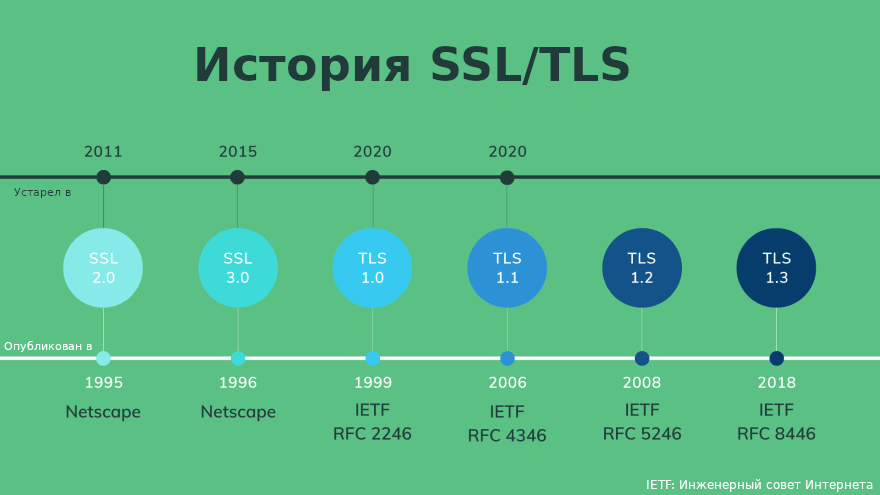 История SSL/TLS
2011 2015 2020 2020
Устарел в
SSL 2.0
SSL 3.0
TLS 1.0
TLS 1.1
TLS 1.2
TLS 1.3
Опубликован в
1995 1996 1999 2006 2008 2018
Netscape Netscape IETF IETF IETF IETF
RFC 2246 RFC 4346 RFC 5246 RFC 8446
IETF: Инженерный совет Интернета